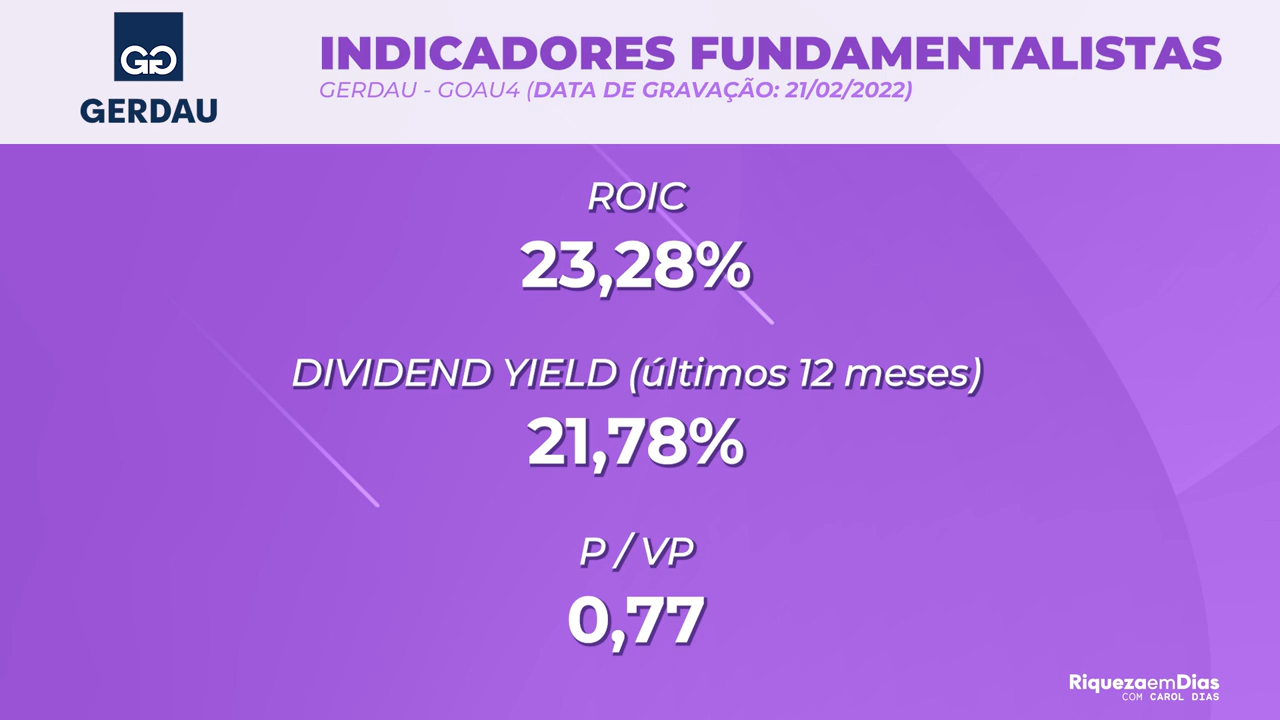 GG
GERDAU
INDICADORES FUNDAMENTALISTAS
GERDAU - GOAU4 (DATA DE GRAVAÇÃO: 21/02/2022)
ROIC
23,28%
DIVIDEND YIELD (últimos 12 meses)
21,78%
P / VP
0,77
RiquezaemDias
COM CAROL DIAS